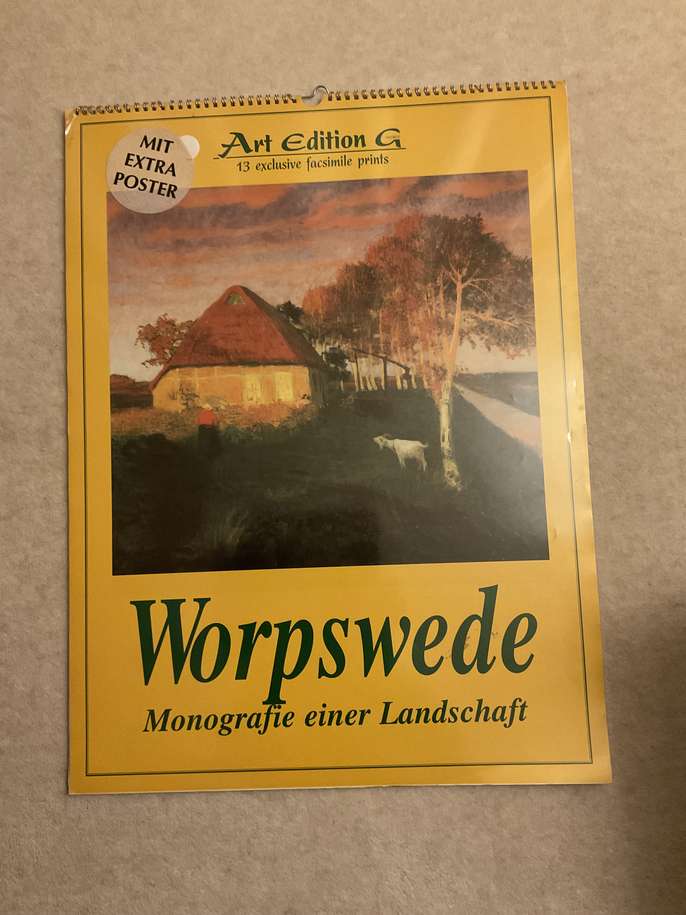 MIT
EXTRA
POSTER
Art Edition G
13 exclusive facsimile prints
Worpswede
Monografie einer Landschaft